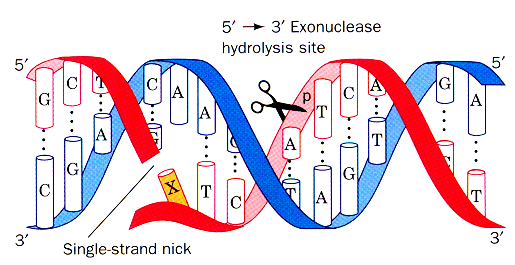 5′ → 3′ Exonuclease
hydrolysis site
5′ 5′
G C T C A A p T C A G A
C G A X T C A T A G T T
3′ 3′
Single-strand nick